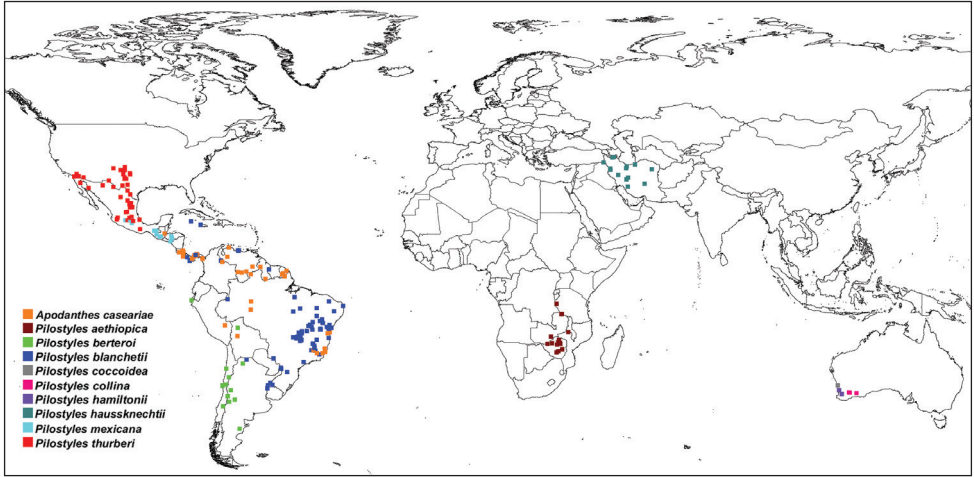 Apodanthes caseariae
Pilostyles aethiopica
Pilostyles berteroi
Pilostyles blanchetii
Pilostyles coccoidea
Pilostyles collina
Pilostyles hamiltonii
Pilostyles haussknechtii
Pilostyles mexicana
Pilostyles thurberi